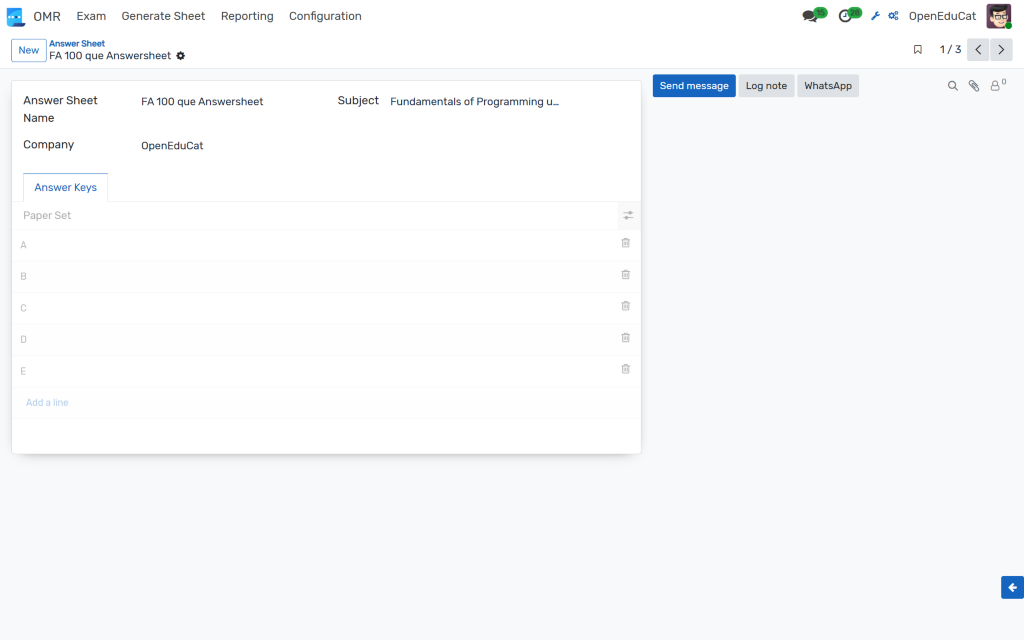 OMR Exam Generate Sheet Reporting Configuration 15 28 OpenEduCat
New Answer Sheet 1 / 3
FA 100 que Answersheet
Send message Log note WhatsApp 0
Answer Sheet Name FA 100 que Answersheet Subject Fundamentals of Programming u...
Company OpenEduCat
Answer Keys
Paper Set
A
B
C
D
E
Add a line